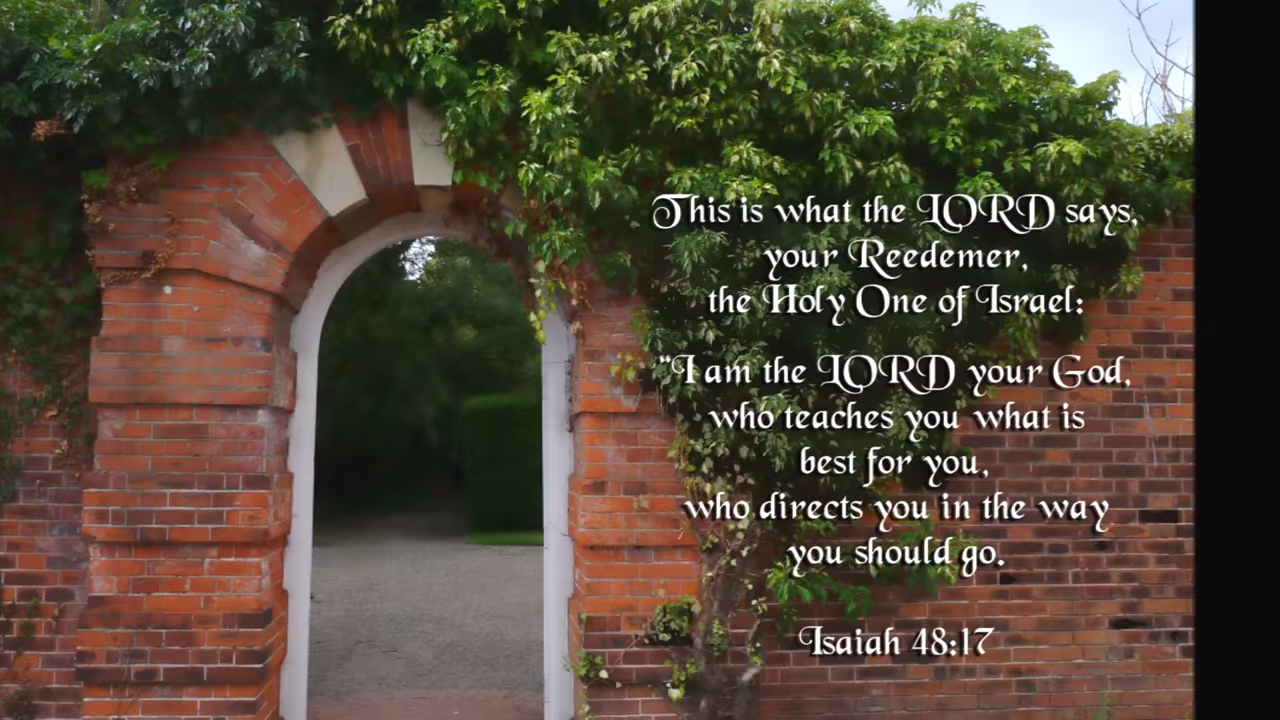 This is what the LORD says,
your Reedemer,
the Holy One of Israel:
“I am the LORD your God,
who teaches you what is
best for you,
who directs you in the way
you should go.
Isaiah 48:17